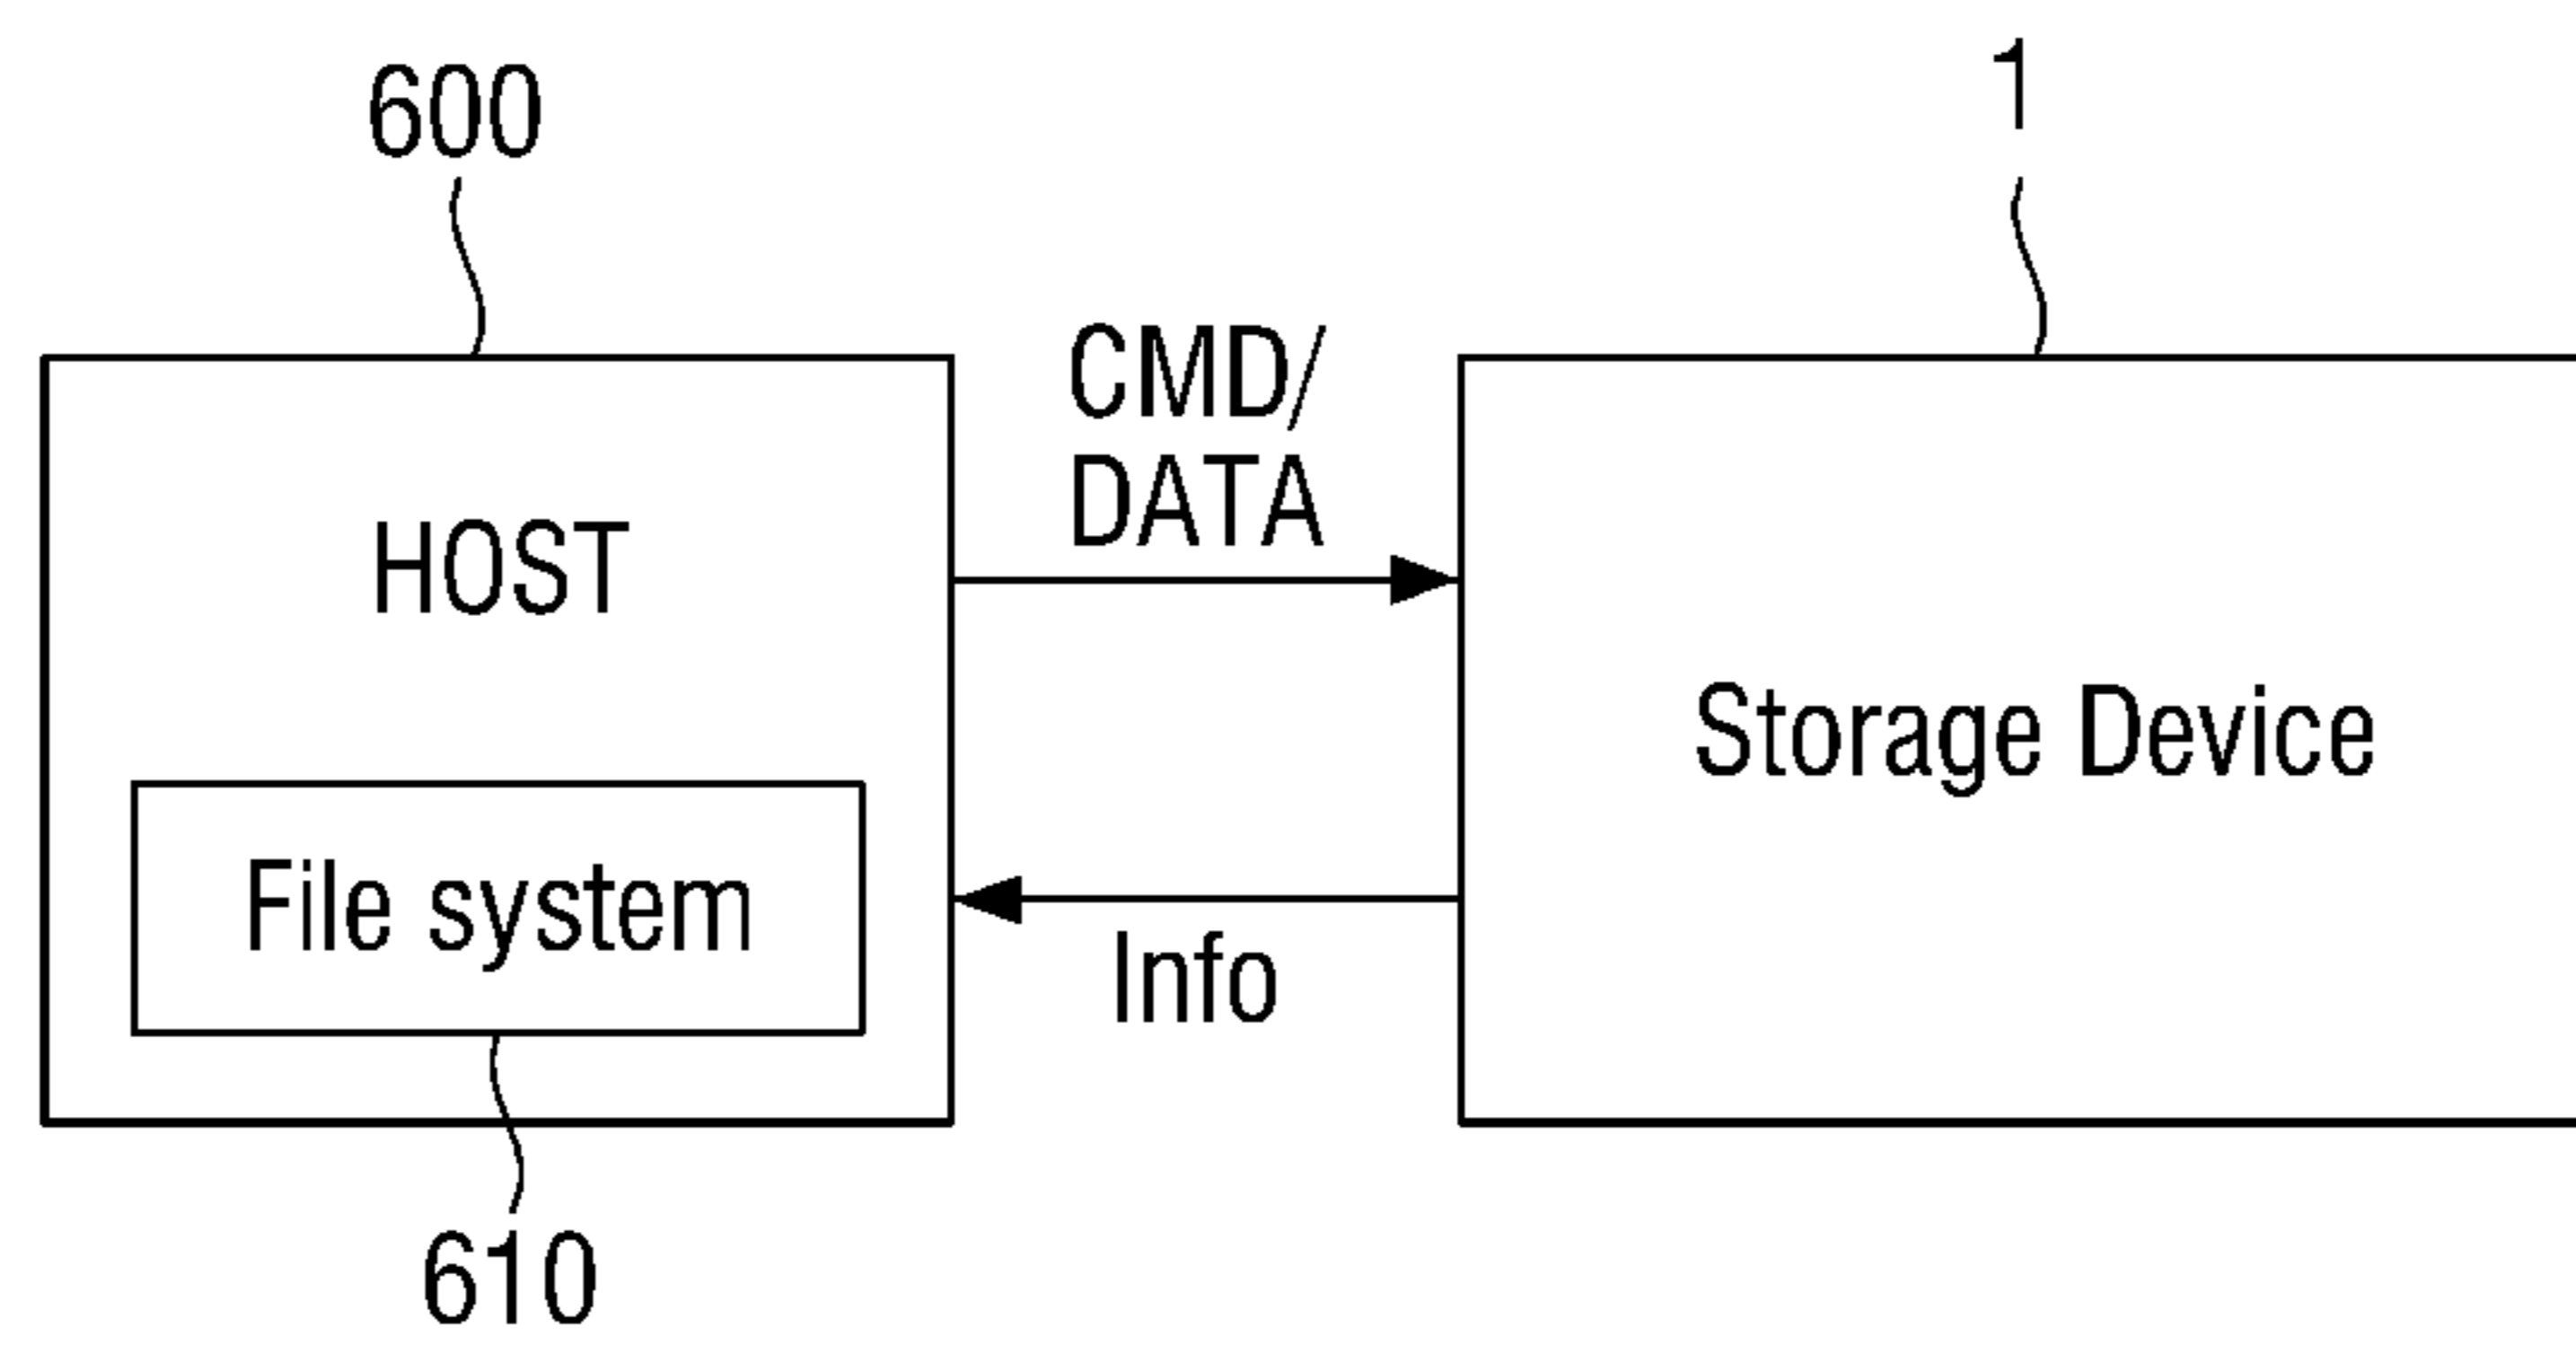 600
1
CMD/
DATA
HOST
Storage Device
File system
Info
610